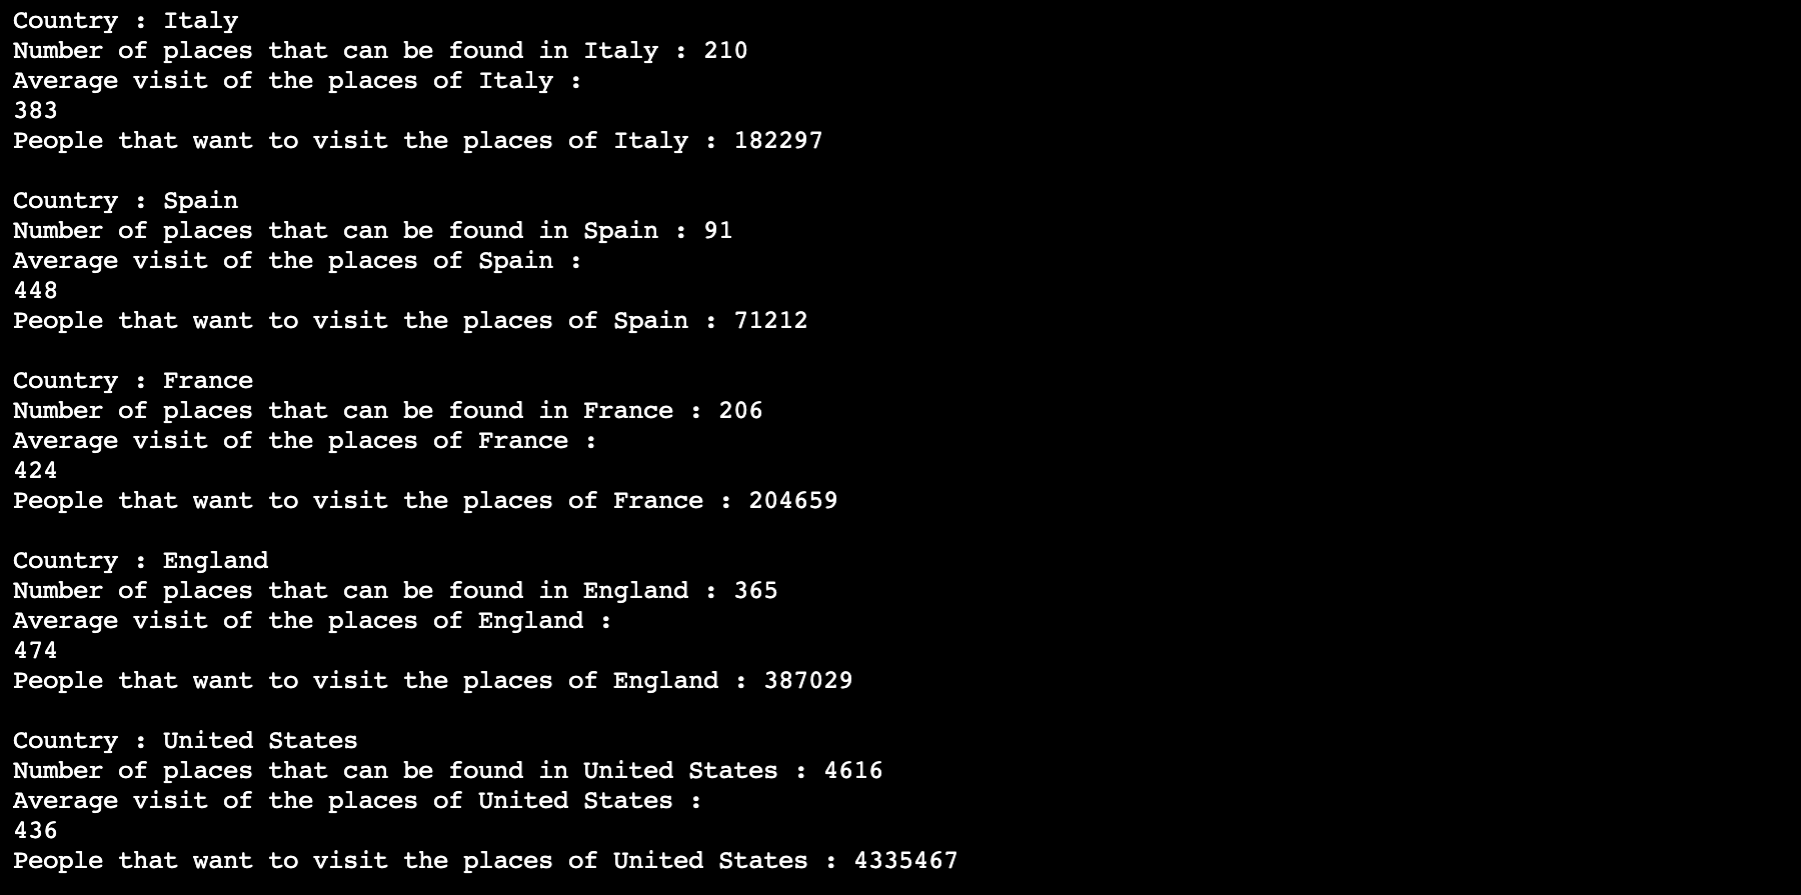 Country : Italy
Number of places that can be found in Italy : 210
Average visit of the places of Italy :
383
People that want to visit the places of Italy : 182297
Country : Spain
Number of places that can be found in Spain : 91
Average visit of the places of Spain :
448
People that want to visit the places of Spain : 71212
Country : France
Number of places that can be found in France : 206
Average visit of the places of France :
424
People that want to visit the places of France : 204659
Country : England
Number of places that can be found in England : 365
Average visit of the places of England :
474
People that want to visit the places of England : 387029
Country : United States
Number of places that can be found in United States : 4616
Average visit of the places of United States :
436
People that want to visit the places of United States : 4335467